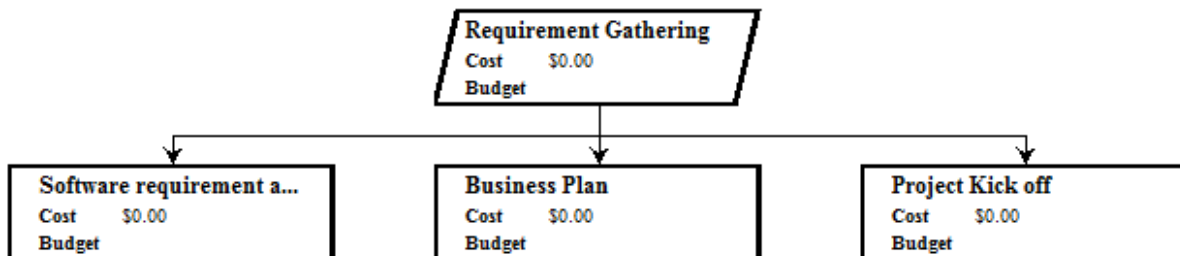 Requirement Gathering
Cost $0.00
Budget
Software requirement a...
Cost $0.00
Budget
Business Plan
Cost $0.00
Budget
Project Kick off
Cost $0.00
Budget